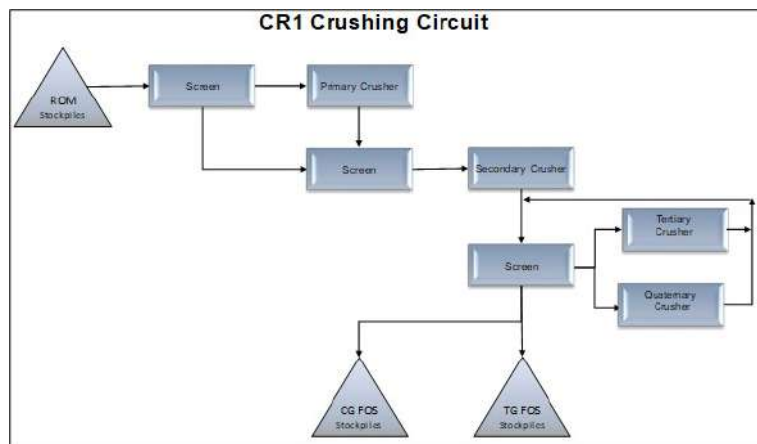 CR1 Crushing Circuit
ROM
Stockpiles
Screen
Primary Crusher
Screen
Secondary Crusher
Tertiary
Crusher
Screen
Quaternary
Crusher
CG FOS
Stockpiles
TG FOS
Stockpiles